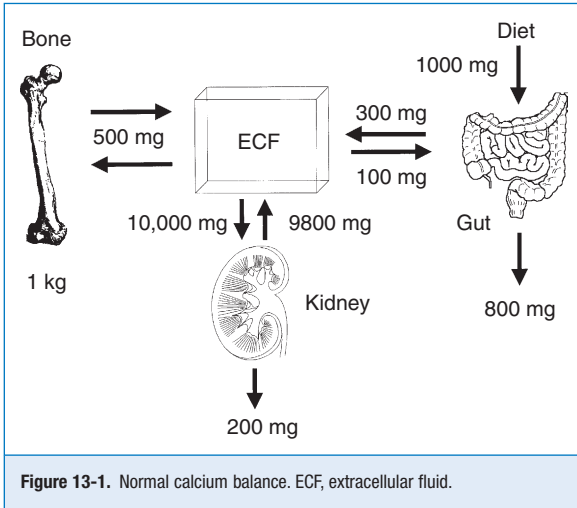 Bone
Diet
1000 mg
500 mg
ECF
300 mg
100 mg
10,000 mg
9800 mg
Gut
1 kg
Kidney
800 mg
200 mg
Figure 13-1. Normal calcium balance. ECF, extracellular fluid.